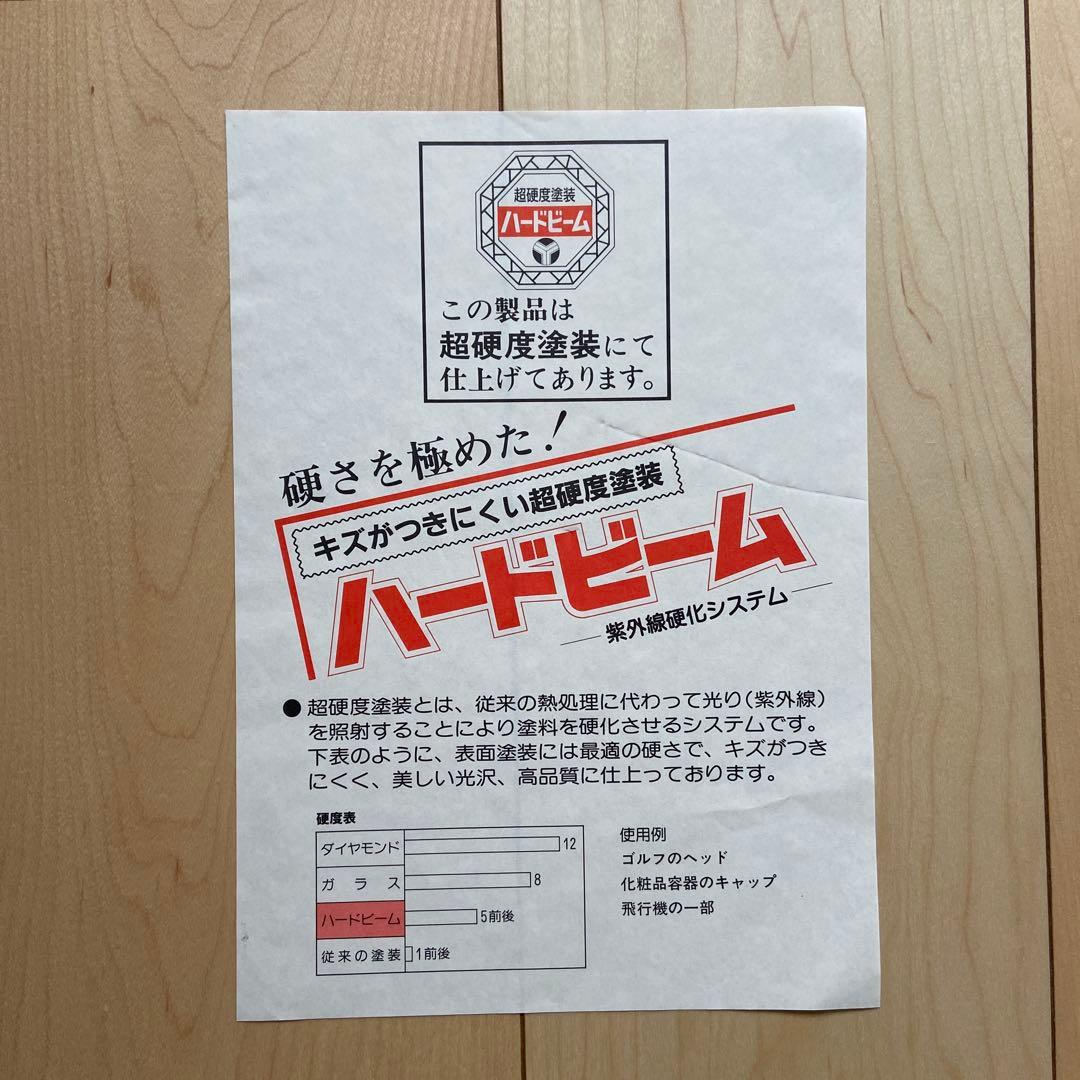 超硬度塗装
ハードビーム
この製品は
超硬度塗装にて
仕上げてあります。
硬さを極めた!
キズがつきにくい超硬度塗装
ハードビーム
紫外線硬化システム
● 超硬度塗装とは、従来の熱処理に代わって光り(紫外線)
を照射することにより塗料を硬化させるシステムです。
下表のように、表面塗装には最適の硬さで、キズがつき
にくく、美しい光沢、高品質に仕上っております。
硬度表
ダイヤモンド 12
ガラス 8
ハードビーム 5前後
従来の塗装 1前後
使用例
ゴルフのヘッド
化粧品容器のキャップ
飛行機の一部